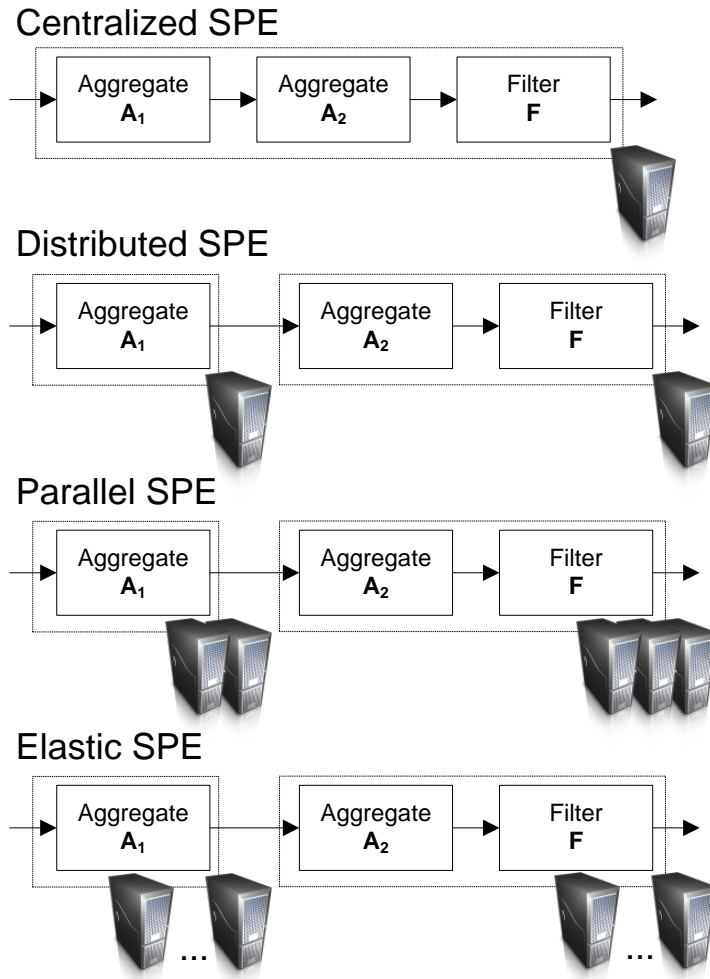 Centralized SPE
Aggregate
A₁
Aggregate
A₂
Filter
F
Distributed SPE
Aggregate
A₁
Aggregate
A₂
Filter
F
Parallel SPE
Aggregate
A₁
Aggregate
A₂
Filter
F
Elastic SPE
Aggregate
A₁
Aggregate
A₂
Filter
F
...
...